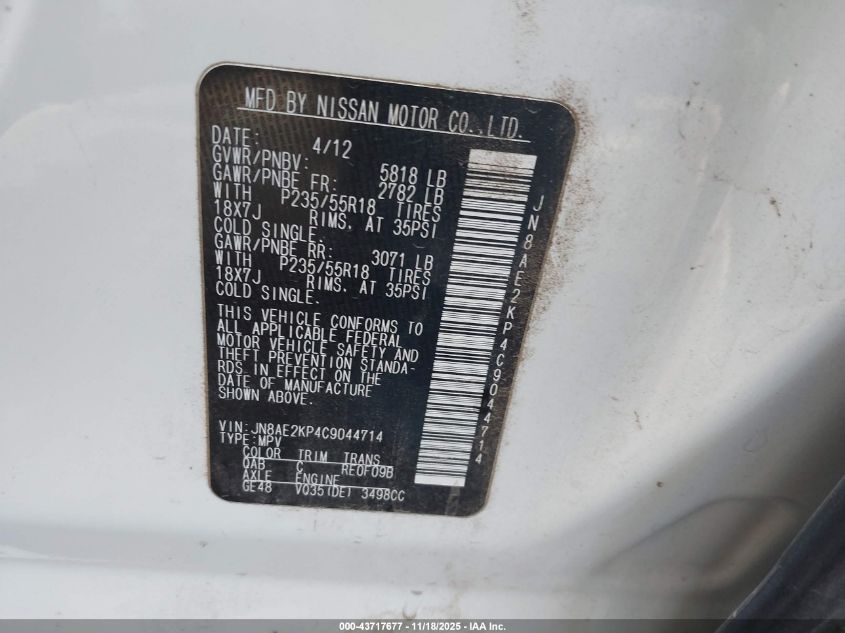 MFD BY NISSAN MOTOR CO.,LTD.
DATE: 4/12
GVWR/PNBV: 5818 LB
GAWR/PNBE FR: 2782 LB
WITH P235/55R18 TIRES
18X7J RIMS. AT 35PSI
COLD SINGLE.
GAWR/PNBE RR: 3071 LB
WITH P235/55R18 TIRES
18X7J RIMS. AT 35PSI
COLD SINGLE.
THIS VEHICLE CONFORMS TO
ALL APPLICABLE FEDERAL
MOTOR VEHICLE SAFETY AND
THEFT PREVENTION STANDA-
RDS IN EFFECT ON THE
DATE OF MANUFACTURE
SHOWN ABOVE.
VIN:JN8AE2KP4C9044714
TYPE:MPV
COLOR TRIM TRANS
QAB C RE0F09B
AXLE ENGINE
GE48 VQ35(DE) 3498CC
JN8AE2KP4C9044714
000-43717677 - 11/18/2025 - IAA Inc.